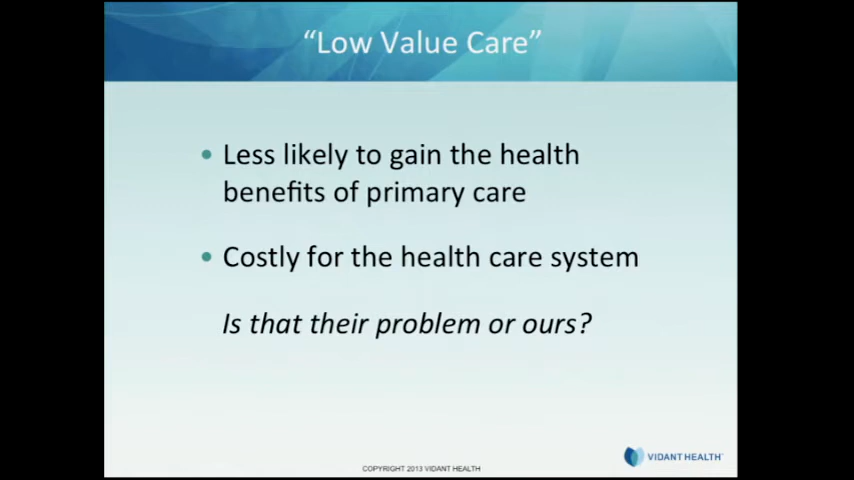 “Low Value Care”
• Less likely to gain the health
benefits of primary care
• Costly for the health care system
Is that their problem or ours?
VIDANT HEALTH
COPYRIGHT 2013 VIDANT HEALTH